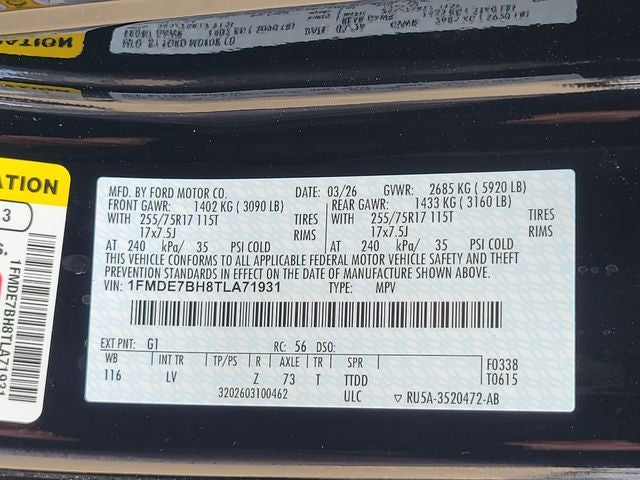 MFD. BY FORD MOTOR CO. DATE: 03/26 GVWR: 2685 KG ( 5920 LB)
FRONT GAWR: 1402 KG ( 3090 LB) REAR GAWR: 1433 KG ( 3160 LB)
WITH 255/75R17 115T TIRES WITH 255/75R17 115T TIRES
17x7.5J RIMS 17x7.5J RIMS
AT 240 kPa/ 35 PSI COLD AT 240 kPa/ 35 PSI COLD
THIS VEHICLE CONFORMS TO ALL APPLICABLE FEDERAL MOTOR VEHICLE SAFETY AND THEFT
PREVENTION STANDARDS IN EFFECT ON THE DATE OF MANUFACTURE SHOWN ABOVE.
VIN: 1FMDE7BH8TLA71931 TYPE: MPV
EXT PNT: G1 RC: 56 DSO:
WB INT TR TP/PS R AXLE TR SPR F0338
116 LV Z 73 T TTDD T0615
3202603100462 ULC ▽ RU5A-3520472-AB
ATION
3
1FMDE7BH8TLA71931